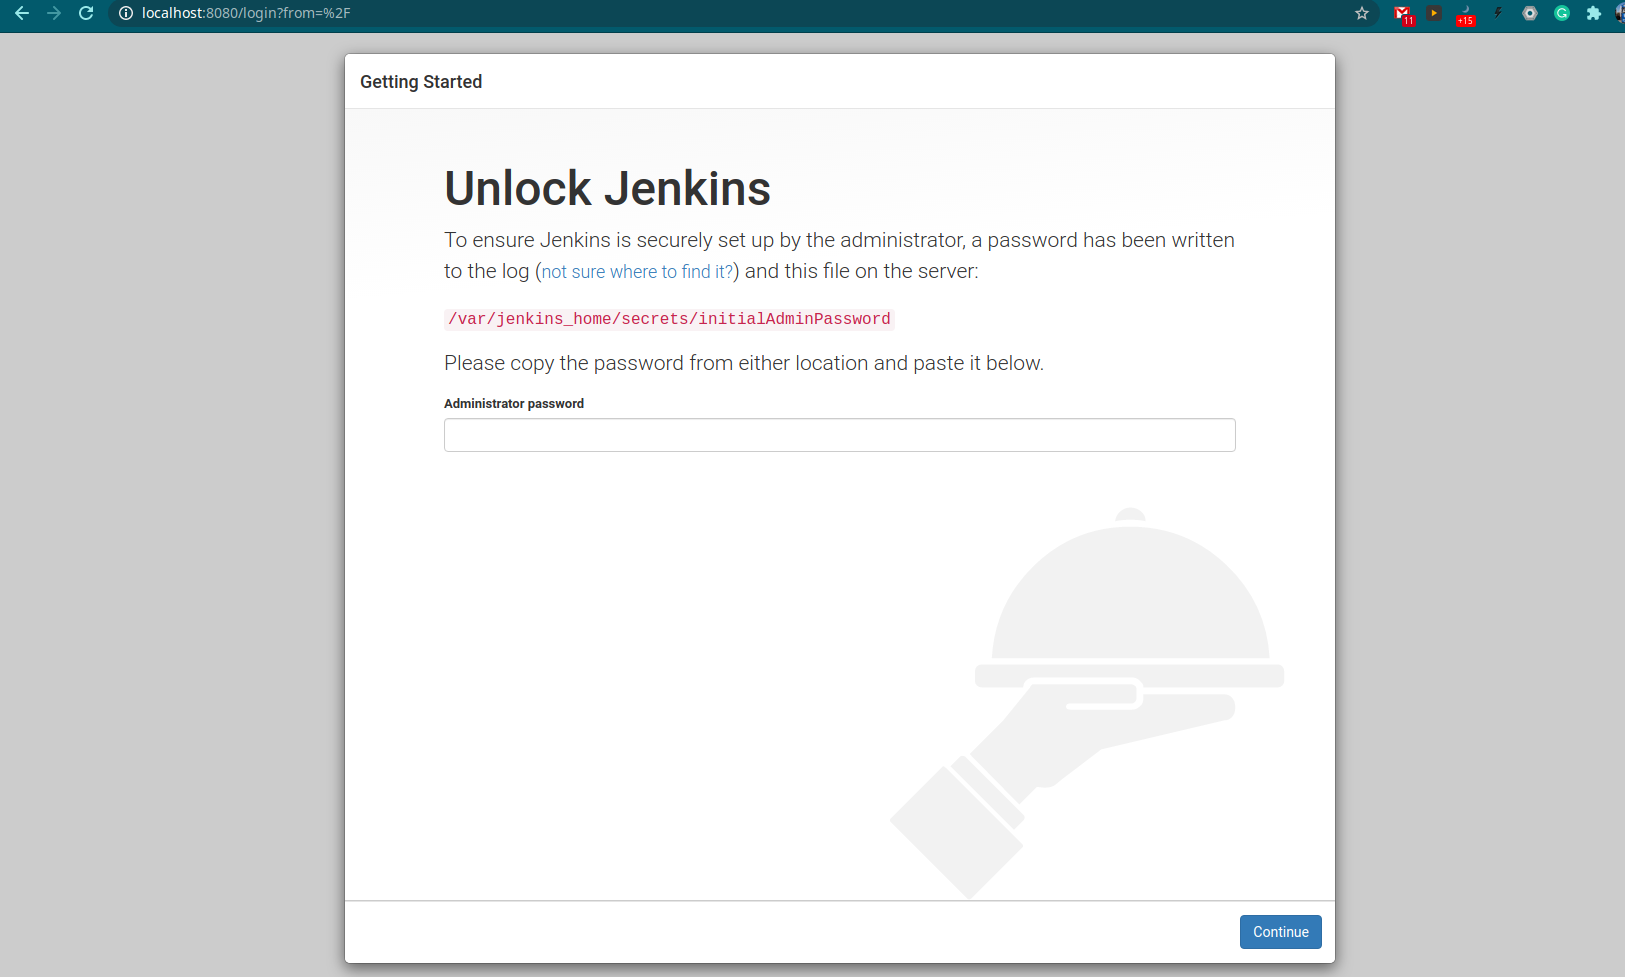 localhost:8080/login?from=%2F
11
+15
Getting Started
Unlock Jenkins
To ensure Jenkins is securely set up by the administrator, a password has been written
to the log (not sure where to find it?) and this file on the server:
/var/jenkins_home/secrets/initialAdminPassword
Please copy the password from either location and paste it below.
Administrator password
Continue